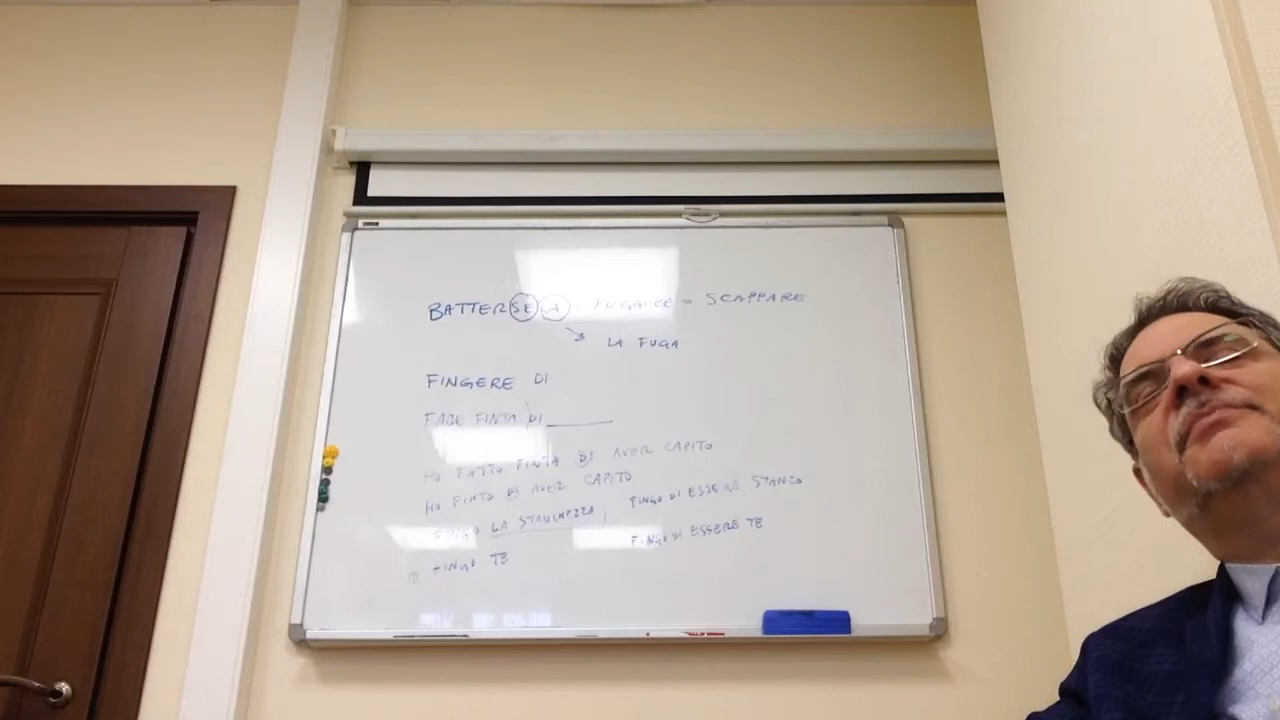 BATTERSELA = FUGGIRE = SCAPPARE
LA FUGA
FINGERE DI
FARE FINTA DI ______
HO FATTO FINTA DI AVER CAPITO
HO FINTO DI AVER CAPITO
FINGO LA STANCHEZZA, FINGO DI ESSERE STANCO
FINGO TE FINGO DI ESSERE TE